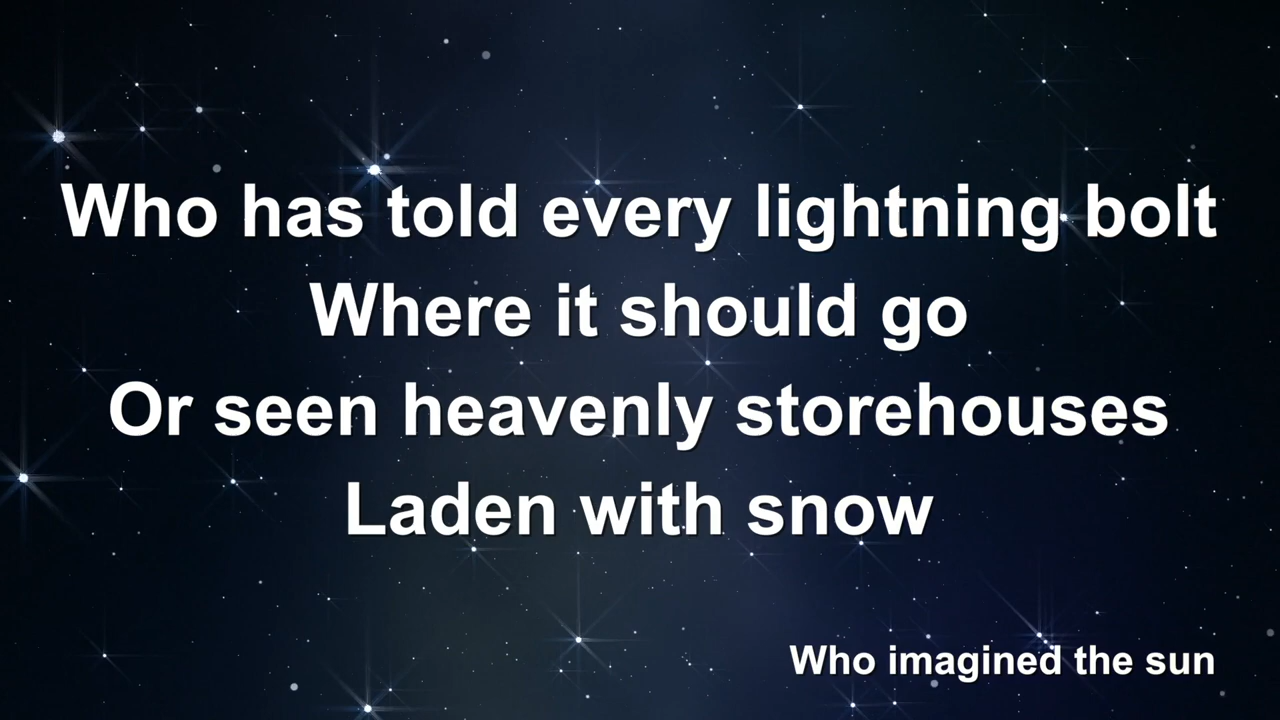 Who has told every lightning bolt
Where it should go
Or seen heavenly storehouses
Laden with snow
Who imagined the sun